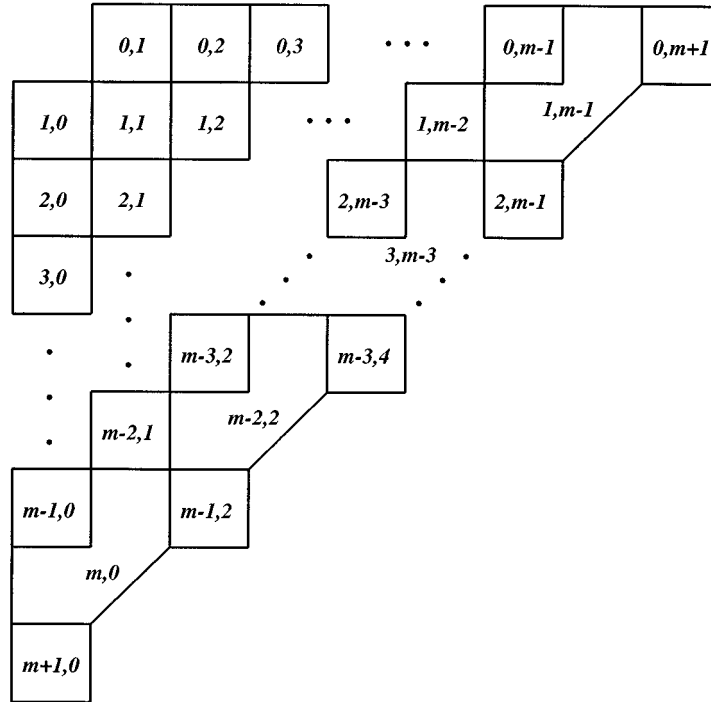 0,1 0,2 0,3 ... 0,m-1 0,m+1
1,0 1,1 1,2 ... 1,m-2 1,m-1
2,0 2,1 2,m-3 2,m-1
3,0 3,m-3
m-3,2 m-3,4
m-2,1 m-2,2
m-1,0 m-1,2
m,0
m+1,0